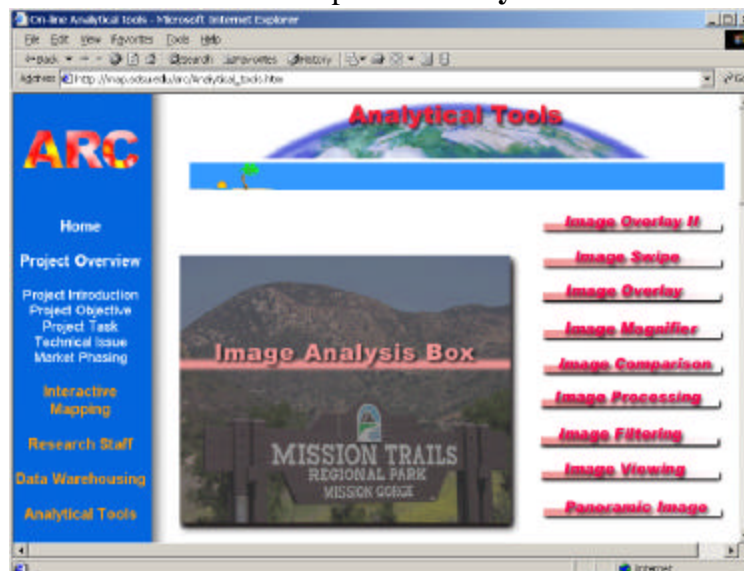 On-line Analytical Tools - Microsoft Internet Explorer
File Edit View Favorites Tools Help
Back Search Favorites History
Address http://map.sdsu.edu/arc/Analytical_tools.htm Go
ARC
Analytical Tools
Home
Project Overview
Project Introduction
Project Objective
Project Task
Technical Issue
Market Phasing
Interactive
Mapping
Research Staff
Data Warehousing
Analytical Tools
Image Analysis Box
MISSION TRAILS
REGIONAL PARK
MISSION GORGE
Image Overlay II
Image Swipe
Image Overlay
Image Magnifier
Image Comparison
Image Processing
Image Filtering
Image Viewing
Panoramic Image
Internet